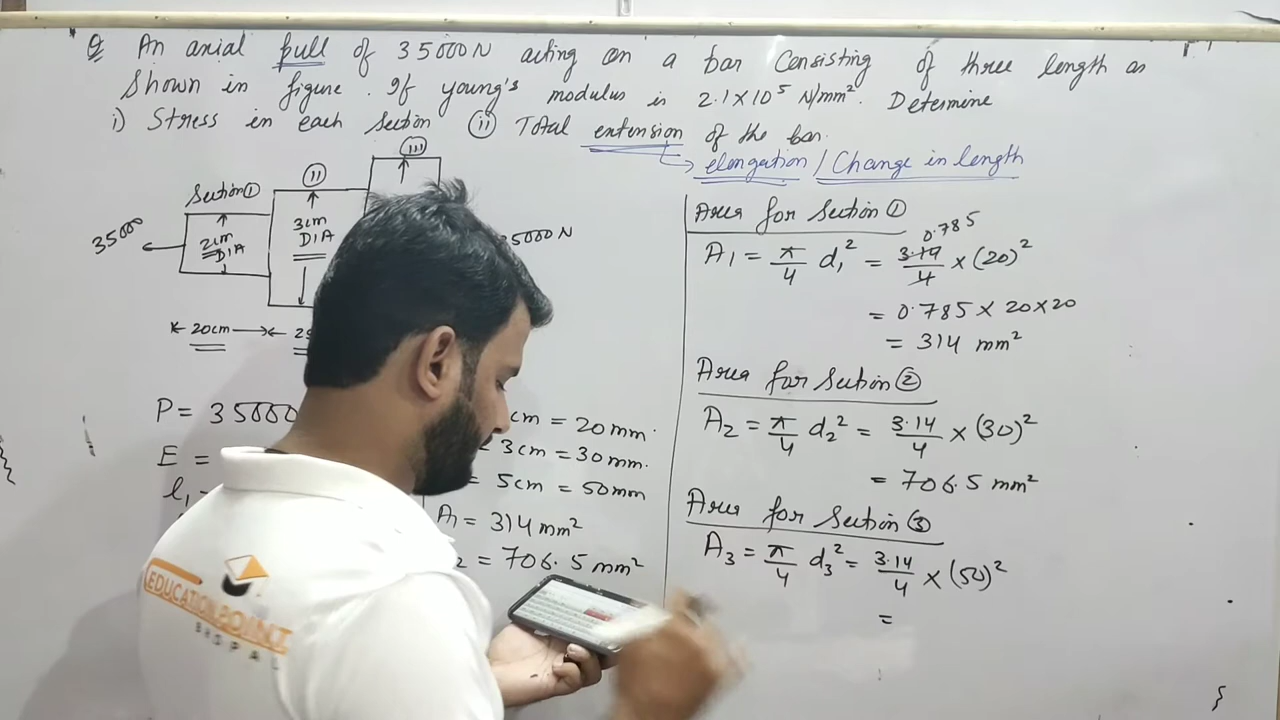 Q An axial pull of 35000N acting on a bar Consisting of three length as
Shown in figure. If young's modulus is 2.1×10⁵ N/mm². Determine
i) Stress in each Section (ii) Total extension of the bar.
elongation / Change in length
Section ①
(II)
(III)
35000
2cm DIA
3cm DIA
35000 N
20cm
P = 35000
E =
l₁
cm = 20mm
3cm = 30mm.
= 5cm = 50mm
A₁ = 314 mm²
2 = 706.5 mm²
Area for Section ①
0.785
A₁ = π/4 d₁² = 3.14/4 × (20)²
= 0.785 × 20×20
= 314 mm²
Area for Section ②
A₂ = π/4 d₂² = 3.14/4 × (30)²
= 706.5 mm²
Area for Section ③
A₃ = π/4 d₃² = 3.14/4 × (50)²
=
EDUCATION POINT
BHOPAL